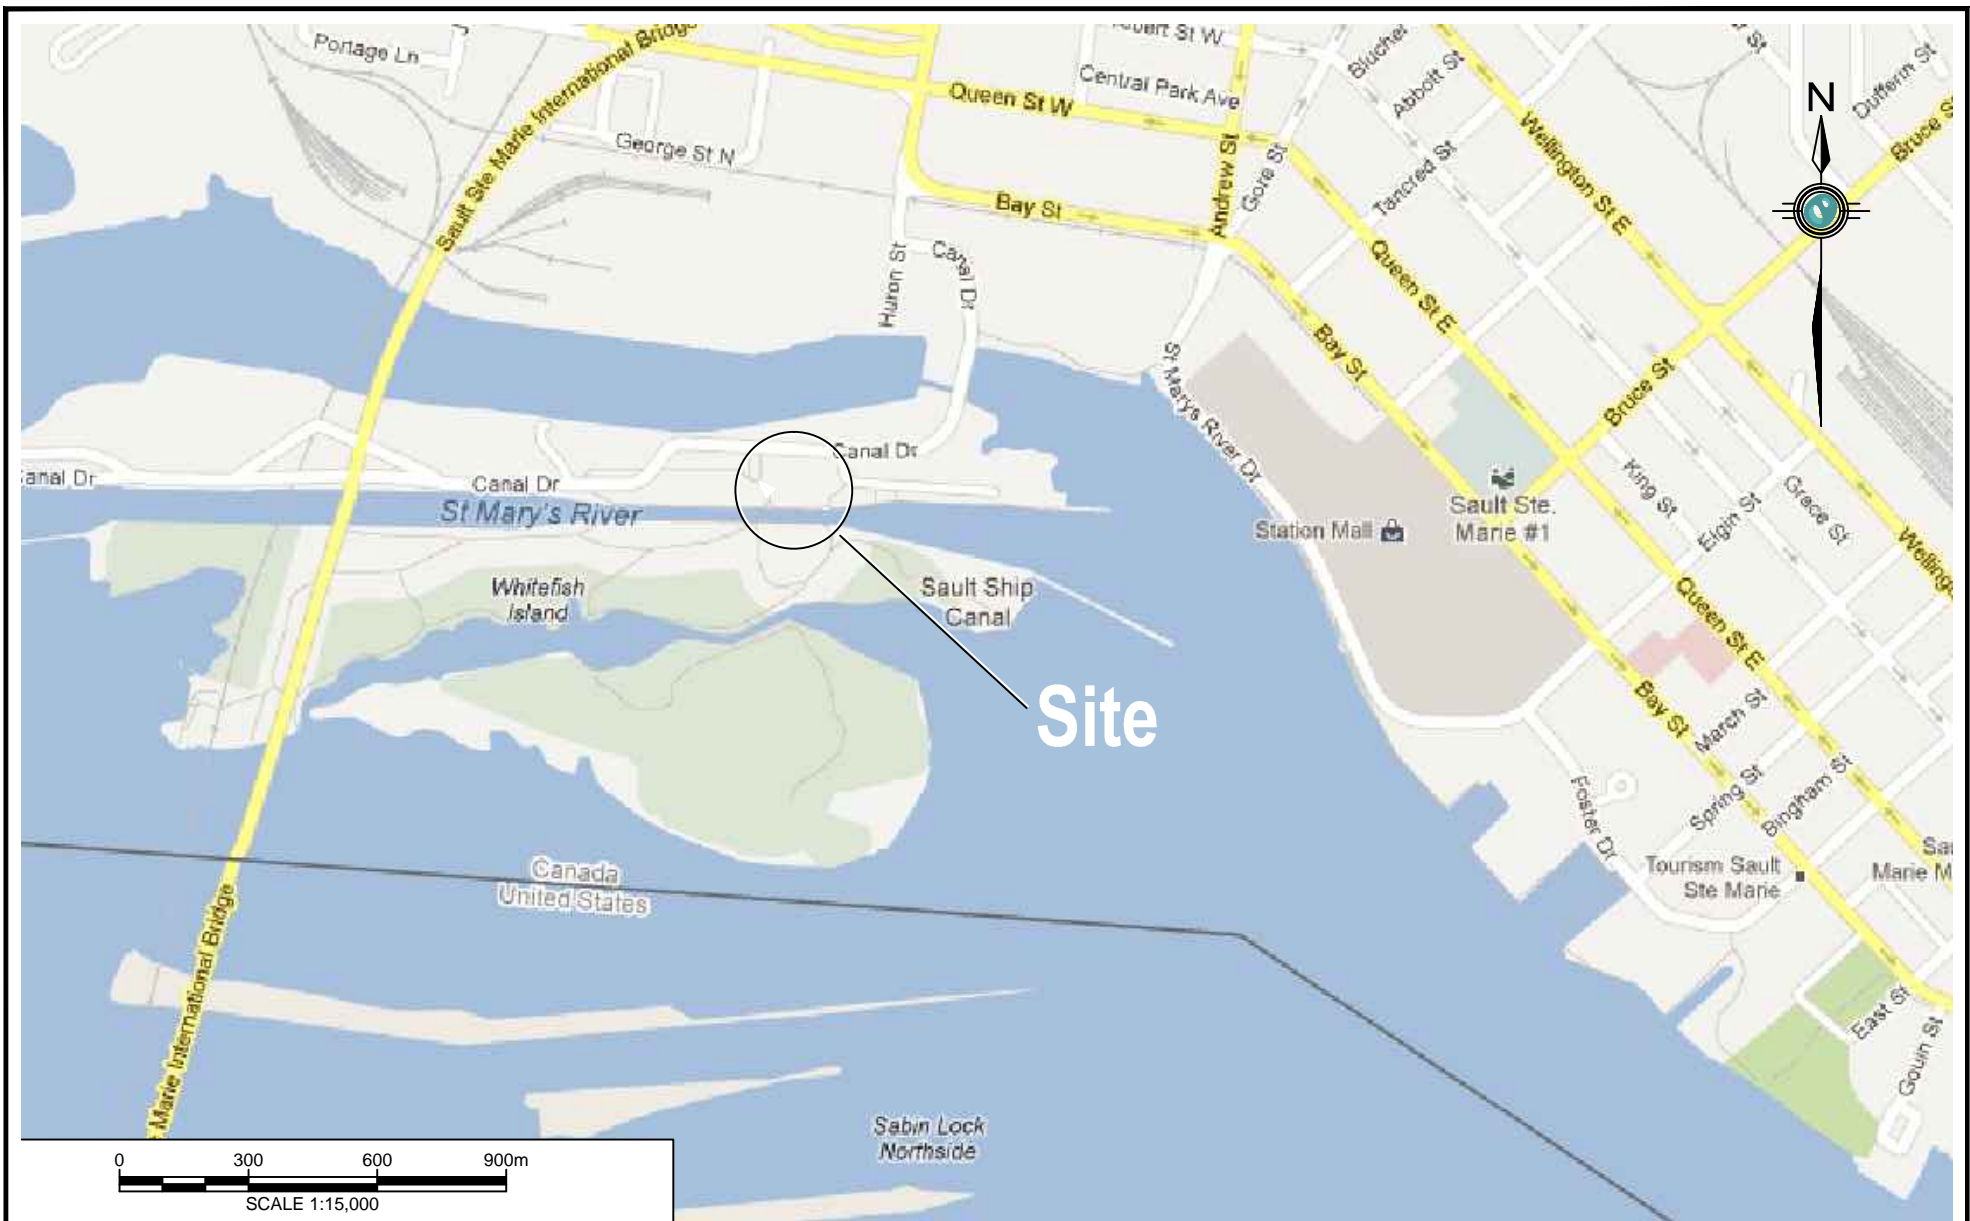 Portage Ln
Sault Ste Marie International Bridge
Queen St W
Central Park Ave
Blucher
Abbott St
Dufferin St
N
Bruce S
George St N
Andrew St
Gore St
Tancred St
Wellington St E
Bay St
Huron St
Canal Dr
Queen St E
Bay St
St Marys River Dr
Bruce St
Canal Dr
Canal Dr
anal Dr
St Mary's River
King St
Grace St
Elgin St
Sault Ste.
Marie #1
Station Mall
Welling
Whitefish
Island
Sault Ship
Canal
Queen St E
Site
Bay St
March St
Spring St
Bingham St
Foster Dr
Tourism Sault
Ste Marie
Marie M
Canada
United States
Marie International Bridge
East St
Gouin St
Sabin Lock
Northside
0 300 600 900m
SCALE 1:15,000